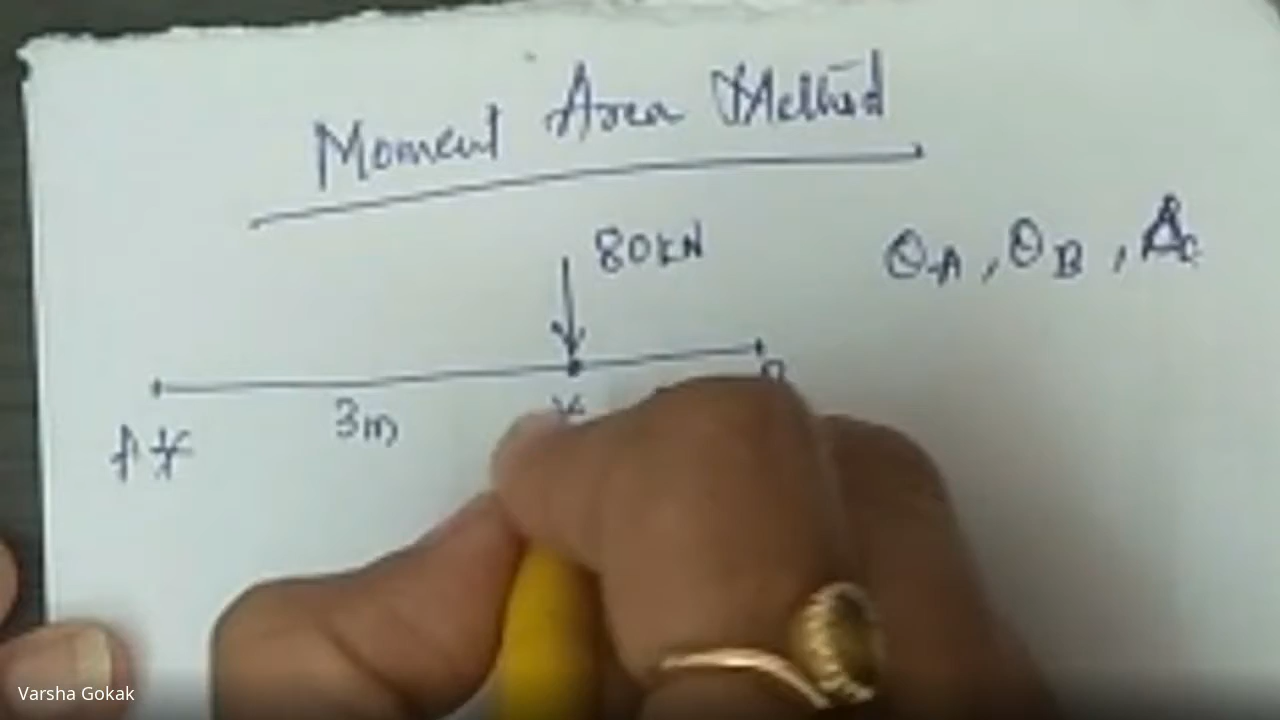 Moment Area Method
80kN
θA, θB, Δc
3m
A
B
Varsha Gokak